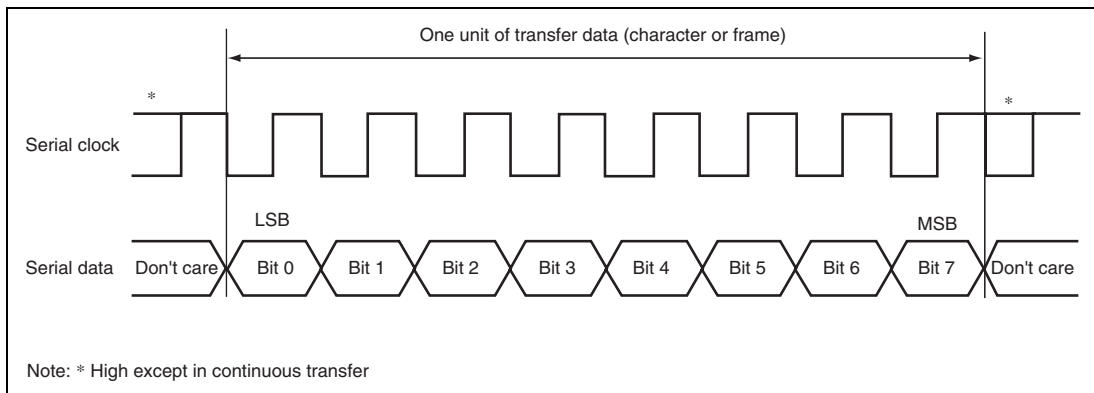 One unit of transfer data (character or frame)
* *
Serial clock
LSB MSB
Serial data Don't care Bit 0 Bit 1 Bit 2 Bit 3 Bit 4 Bit 5 Bit 6 Bit 7 Don't care
Note: * High except in continuous transfer